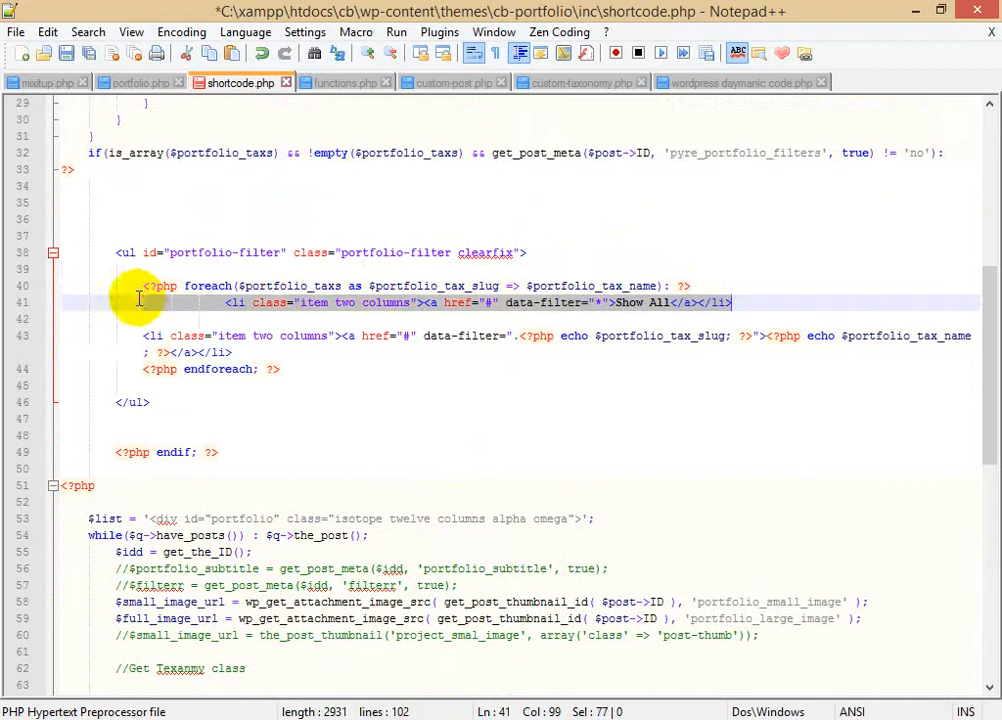 *C:\xampp\htdocs\cb\wp-content\themes\cb-portfolio\inc\shortcode.php - Notepad++
File Edit Search View Encoding Language Settings Macro Run Plugins Window Zen Coding ? X
mixitup.php portfolio.php shortcode.php functions.php custom-post.php custom-taxonomy.php wordpress daymanic code.php
29 }
30 }
31 }
32 if(is_array($portfolio_taxs) && !empty($portfolio_taxs) && get_post_meta($post->ID, 'pyre_portfolio_filters', true) != 'no'):
33 ?>
34
35
36
37
38 <ul id="portfolio-filter" class="portfolio-filter clearfix">
39
40 <?php foreach($portfolio_taxs as $portfolio_tax_slug => $portfolio_tax_name): ?>
41 <li class="item two columns"><a href="#" data-filter="*">Show All</a></li>
42
43 <li class="item two columns"><a href="#" data-filter=".<?php echo $portfolio_tax_slug; ?>"><?php echo $portfolio_tax_name
; ?></a></li>
44 <?php endforeach; ?>
45
46 </ul>
47
48
49 <?php endif; ?>
50
51 <?php
52
53 $list = '<div id="portfolio" class="isotope twelve columns alpha omega">';
54 while($q->have_posts()) : $q->the_post();
55 $idd = get_the_ID();
56 //$portfolio_subtitle = get_post_meta($idd, 'portfolio_subtitle', true);
57 //$filterr = get_post_meta($idd, 'filterr', true);
58 $small_image_url = wp_get_attachment_image_src( get_post_thumbnail_id( $post->ID ), 'portfolio_small_image' );
59 $full_image_url = wp_get_attachment_image_src( get_post_thumbnail_id( $post->ID ), 'portfolio_large_image' );
60 //$small_image_url = the_post_thumbnail('project_smal_image', array('class' => 'post-thumb'));
61
62 //Get Texanmy class
63
PHP Hypertext Preprocessor file length : 2931 lines : 102 Ln : 41 Col : 99 Sel : 77 | 0 Dos\Windows ANSI INS